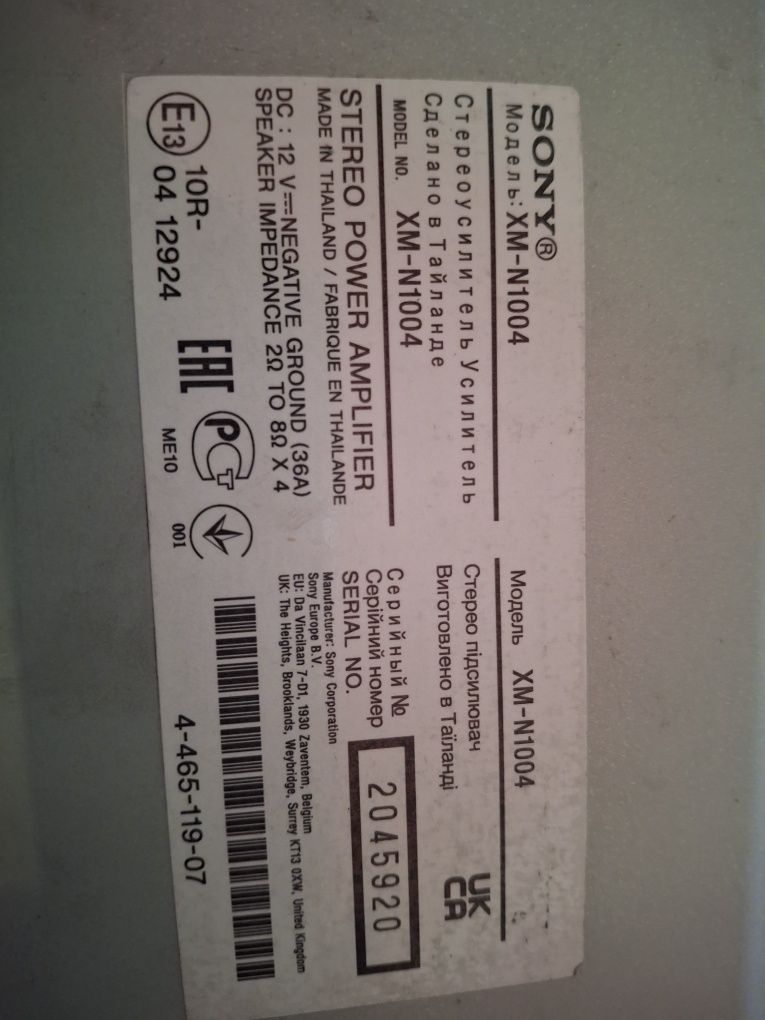 SONY®
Модель: XM-N1004
Стереоусилитель Усилитель
Сделано в Тайланде
MODEL NO. XM-N1004
STEREO POWER AMPLIFIER
MADE IN THAILAND / FABRIQUE EN THAILANDE
DC : 12 V⎓NEGATIVE GROUND (36A)
SPEAKER IMPEDANCE 2Ω TO 8Ω X 4
E13
10R-
04 12924
EAC
PCT
ME10
001
Модель XM-N1004
Стерео підсилювач
Виготовлено в Таїланді
UK
CA
Серийный №
Серійний номер
SERIAL NO.
2045920
Manufacturer: Sony Corporation
Sony Europe B.V.
EU: Da Vincilaan 7-D1, 1930 Zaventem, Belgium
UK: The Heights, Brooklands, Weybridge, Surrey KT13 0XW, United Kingdom
4-465-119-07